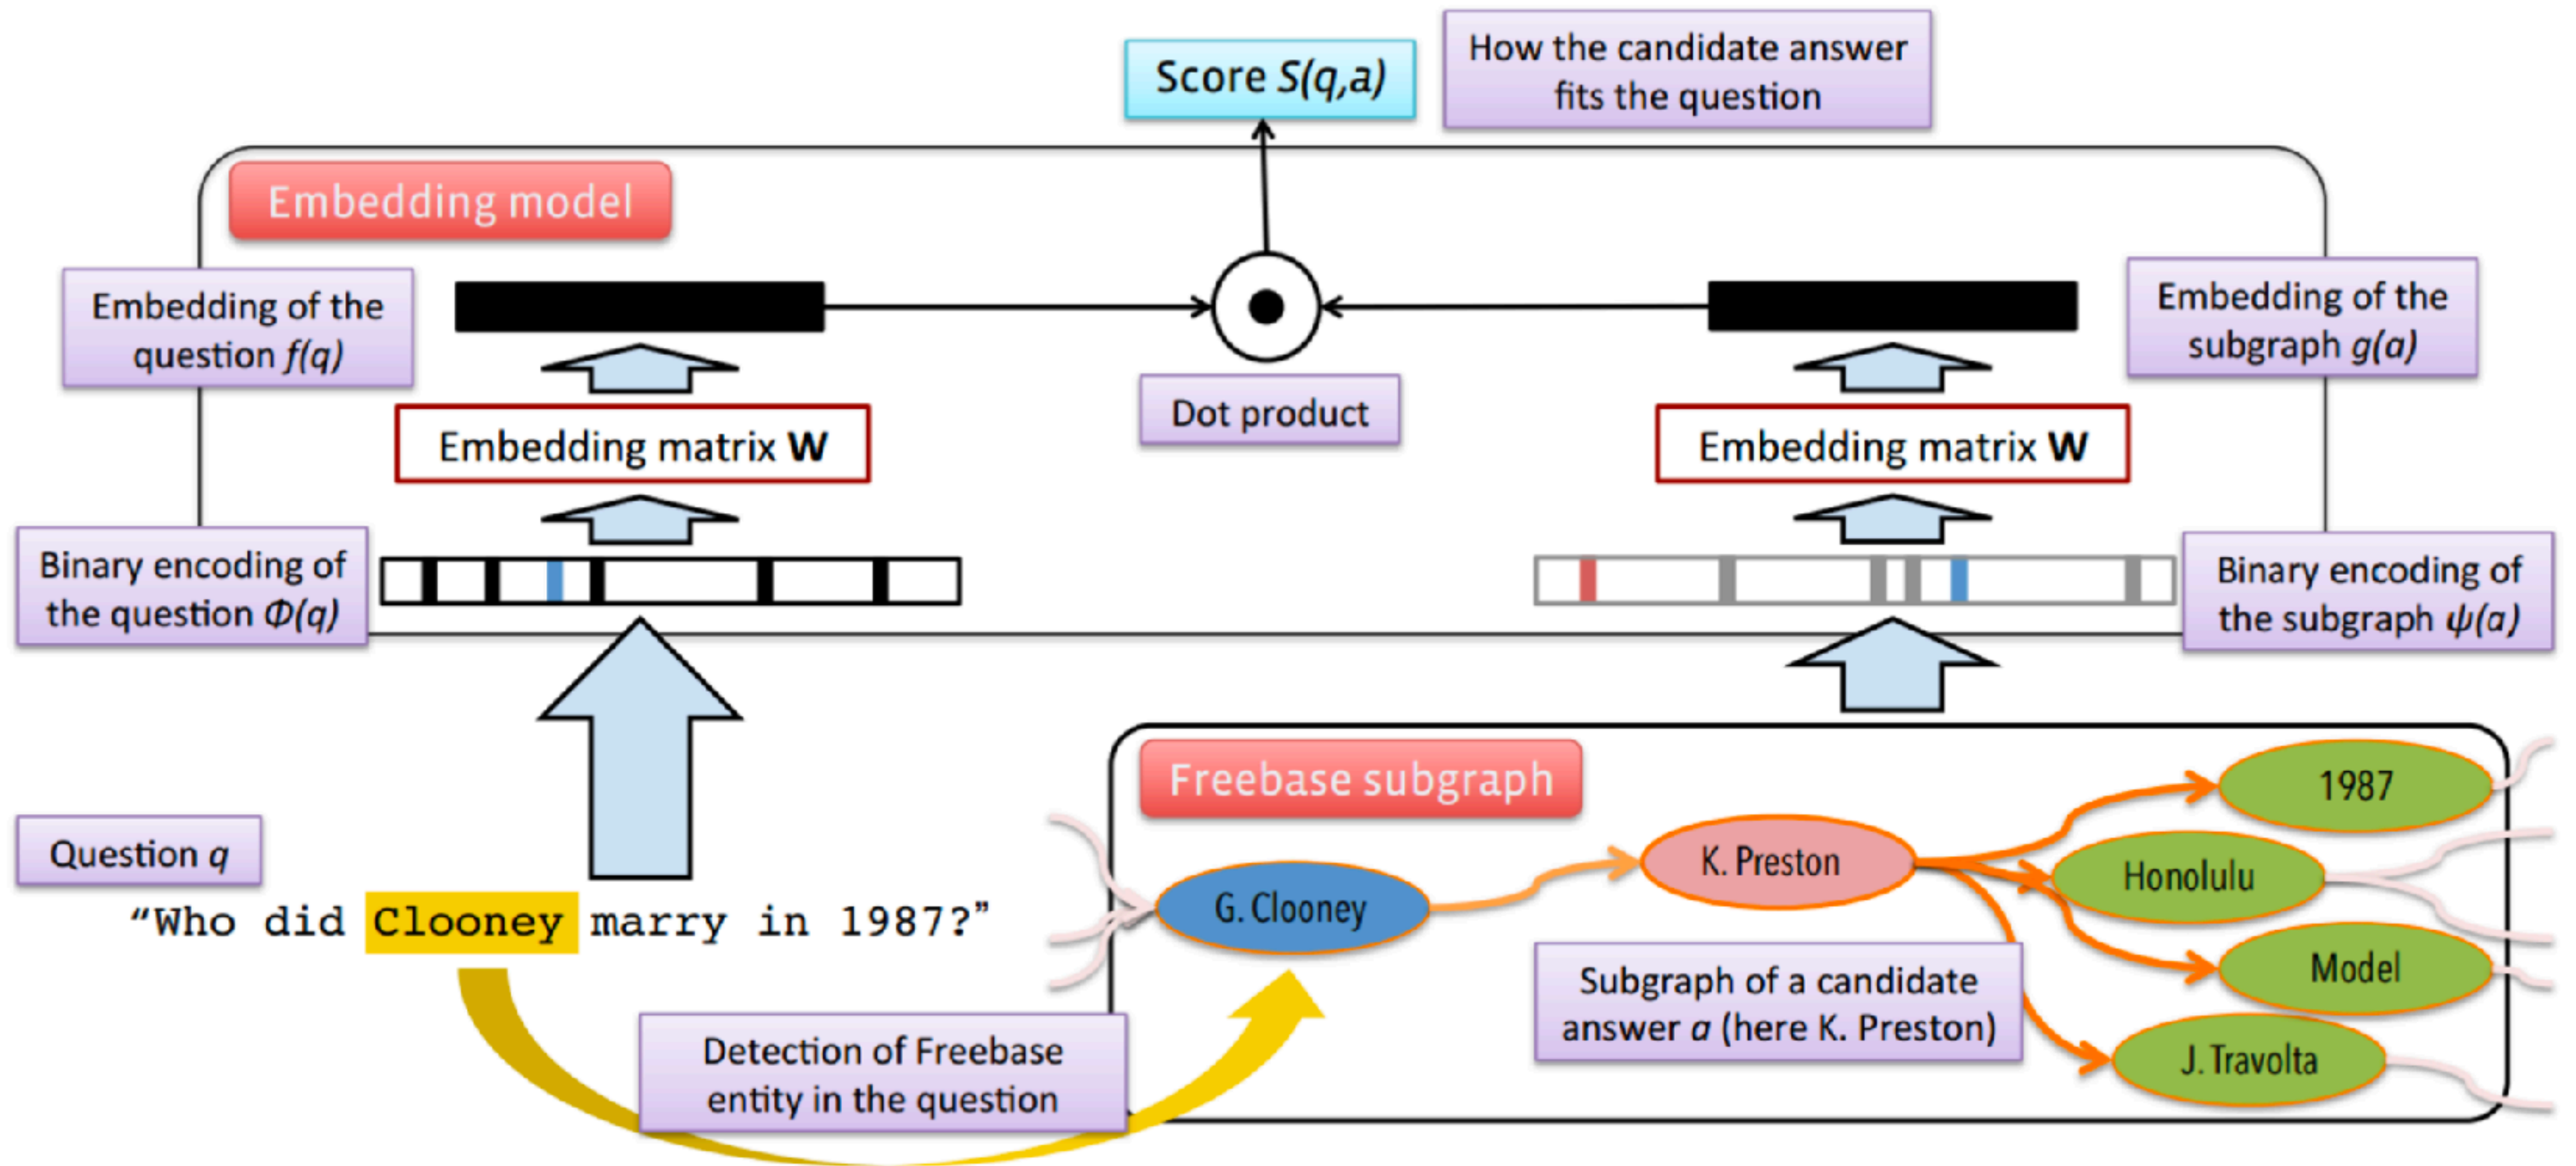 Score S(q,a)
How the candidate answer
fits the question
Embedding model
Embedding of the
question f(q)
Embedding of the
subgraph g(a)
Dot product
Embedding matrix W
Embedding matrix W
Binary encoding of
the question Φ(q)
Binary encoding of
the subgraph ψ(a)
Freebase subgraph
1987
Question q
K. Preston
Honolulu
“Who did Clooney marry in 1987?”
G. Clooney
Model
Subgraph of a candidate
answer a (here K. Preston)
Detection of Freebase
entity in the question
J. Travolta